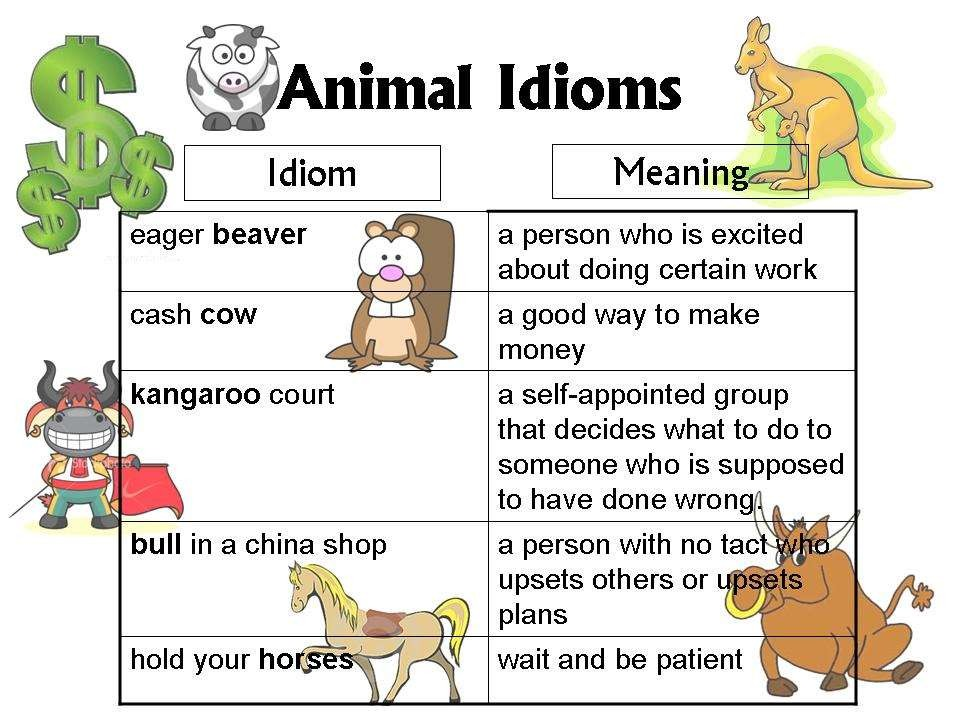 Animal Idioms
Idiom
Meaning
eager beaver
a person who is excited
about doing certain work
cash cow
a good way to make
money
kangaroo court
a self-appointed group
that decides what to do to
someone who is supposed
to have done wrong.
bull in a china shop
a person with no tact who
upsets others or upsets
plans
hold your horses
wait and be patient